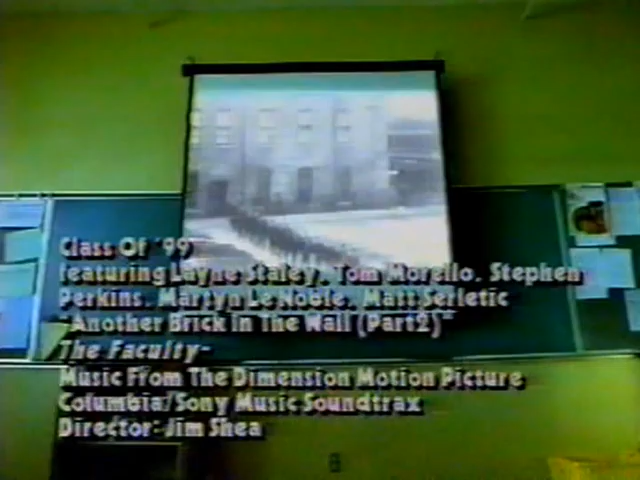 Class Of '99
featuring Layne Staley, Tom Morello, Stephen
Perkins, Martyn Le Noble, Matt Serletic
"Another Brick in The Wall (Part2)"
The Faculty-
Music From The Dimension Motion Picture
Columbia/Sony Music Soundtrax
Director: Jim Shea